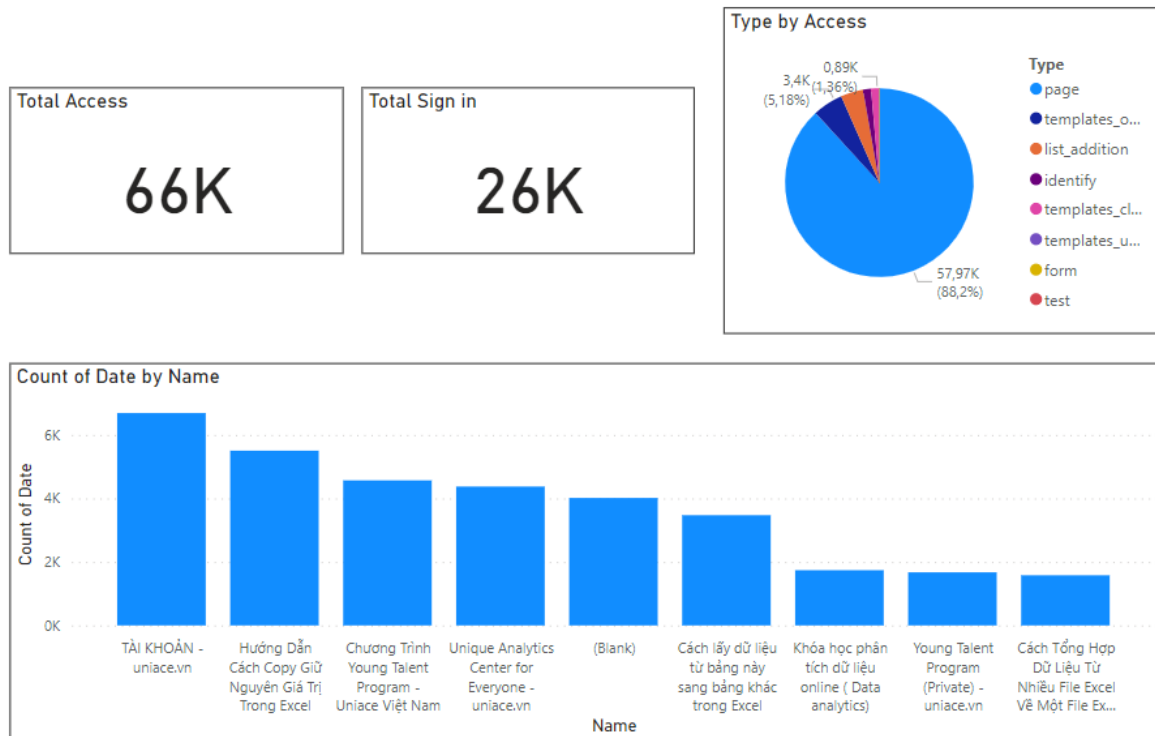 Total Access
66K
Total Sign in
26K
Type by Access
0,89K
(1,36%)
3,4K
(5,18%)
57,97K
(88,2%)
Type
page
templates_o...
list_addition
identify
templates_cl...
templates_u...
form
test
Count of Date by Name
Count of Date
6K
4K
2K
0K
TÀI KHOẢN -
uniace.vn
Hướng Dẫn
Cách Copy Giữ
Nguyên Giá Trị
Trong Excel
Chương Trình
Young Talent
Program -
Uniace Việt Nam
Unique Analytics
Center for
Everyone -
uniace.vn
(Blank)
Cách lấy dữ liệu
từ bảng này
sang bảng khác
trong Excel
Khóa học phân
tích dữ liệu
online ( Data
analytics)
Young Talent
Program
(Private) -
uniace.vn
Cách Tổng Hợp
Dữ Liệu Từ
Nhiều File Excel
Về Một File Ex...
Name